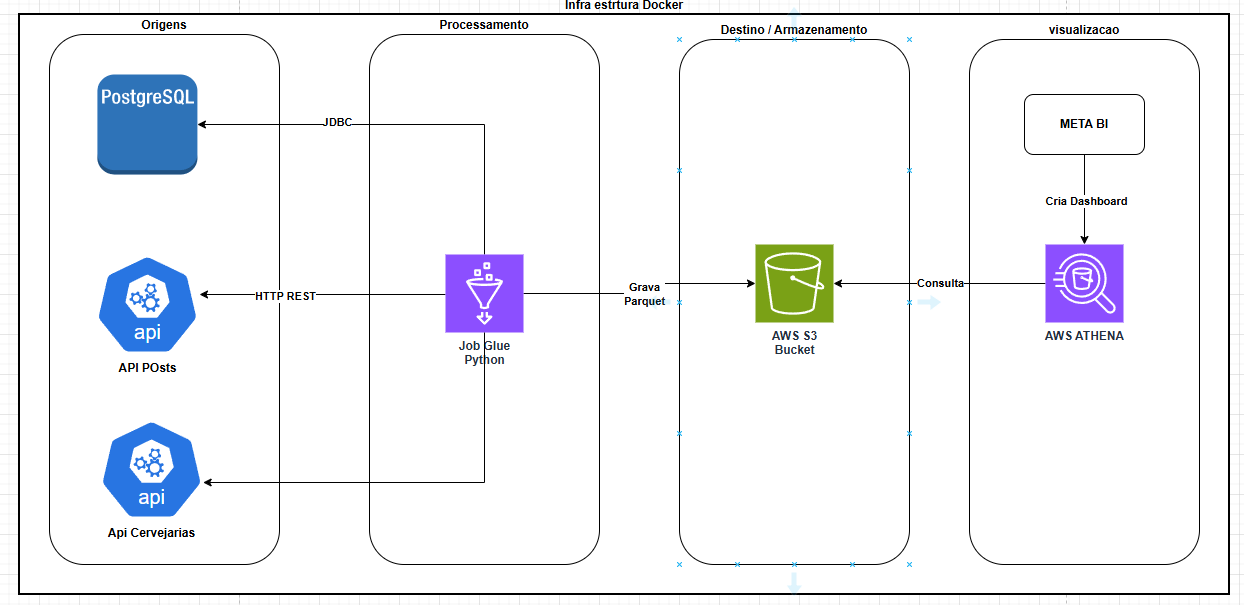 Infra estrtura Docker
Origens
Processamento
Destino / Armazenamento
visualizacao
PostgreSQL
JDBC
META BI
Cria Dashboard
HTTP REST
Grava
Parquet
Consulta
api
API POsts
Job Glue
Python
AWS S3
Bucket
AWS ATHENA
api
Api Cervejarias